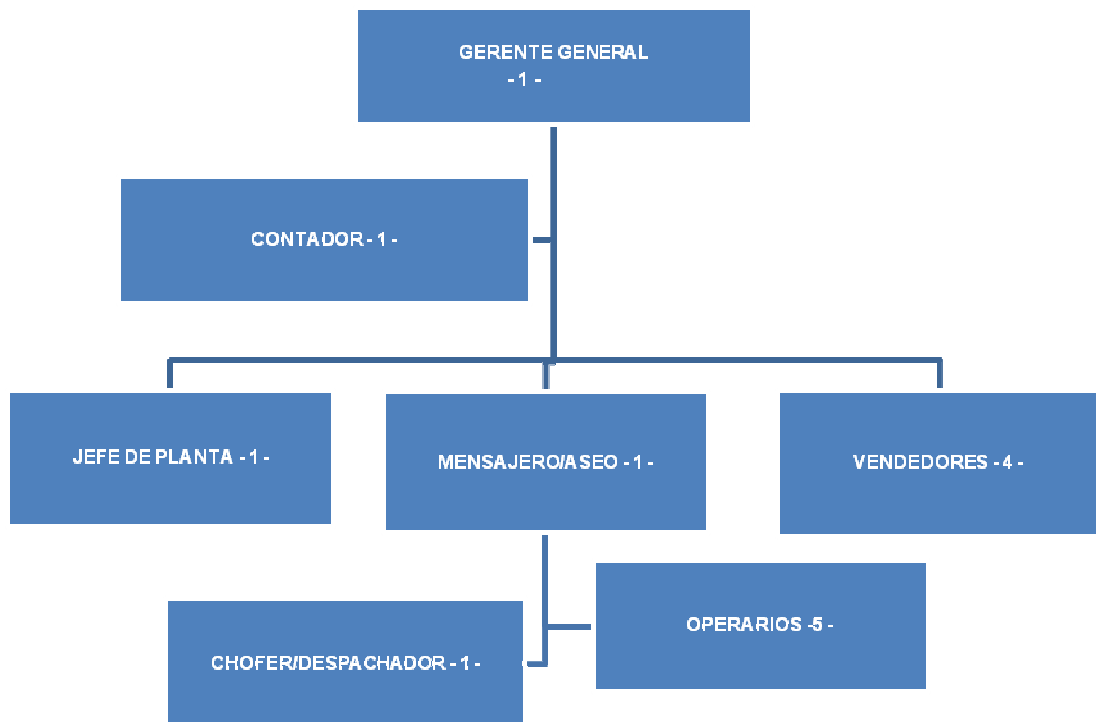 GERENTE GENERAL
- 1 -
CONTADOR - 1 -
JEFE DE PLANTA - 1 -
MENSAJERO/ASEO - 1 -
VENDEDORES - 4 -
OPERARIOS -5 -
CHOFER/DESPACHADOR - 1 -